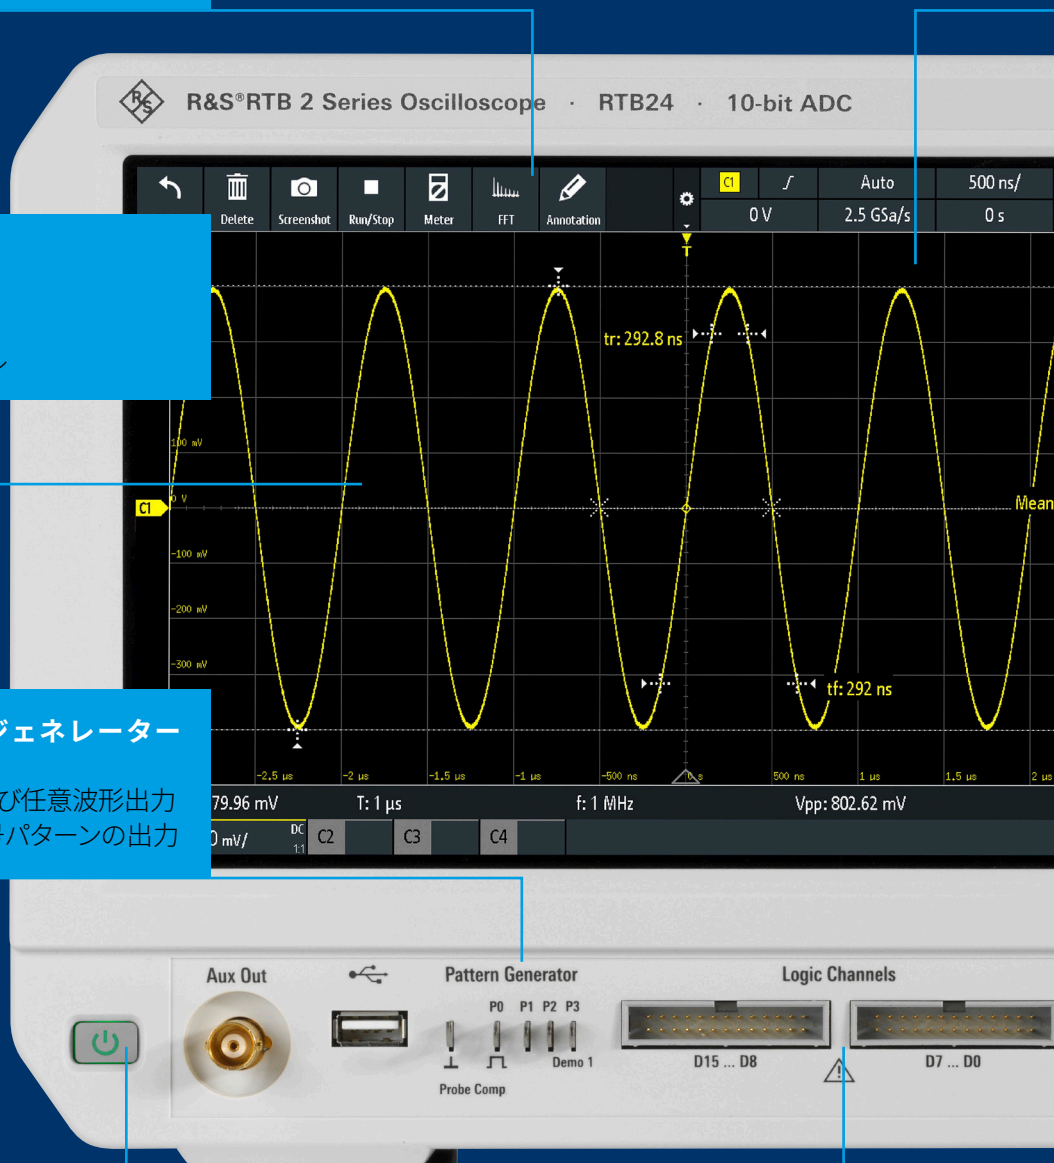 R&S®RTB 2 Series Oscilloscope · RTB24 · 10-bit ADC
Delete
Screenshot
Run/Stop
Meter
FFT
Annotation
C1
Auto
500 ns/
0 V
2.5 GSa/s
0 s
T
tr: 292.8 ns
100 mV
C1
0 V
Mean
-100 mV
-200 mV
-300 mV
tf: 292 ns
ジェネレーター
び任意波形出力
パターンの出力
-2.5 µs
-2 µs
-1.5 µs
-1 µs
-500 ns
0 s
500 ns
1 µs
1.5 µs
2 µs
79.96 mV
T: 1 µs
f: 1 MHz
Vpp: 802.62 mV
0 mV/
DC
1:1
C2
C3
C4
Aux Out
Pattern Generator
Logic Channels
P0
P1
P2
P3
Demo 1
Probe Comp
D15 ... D8
D7 ... D0